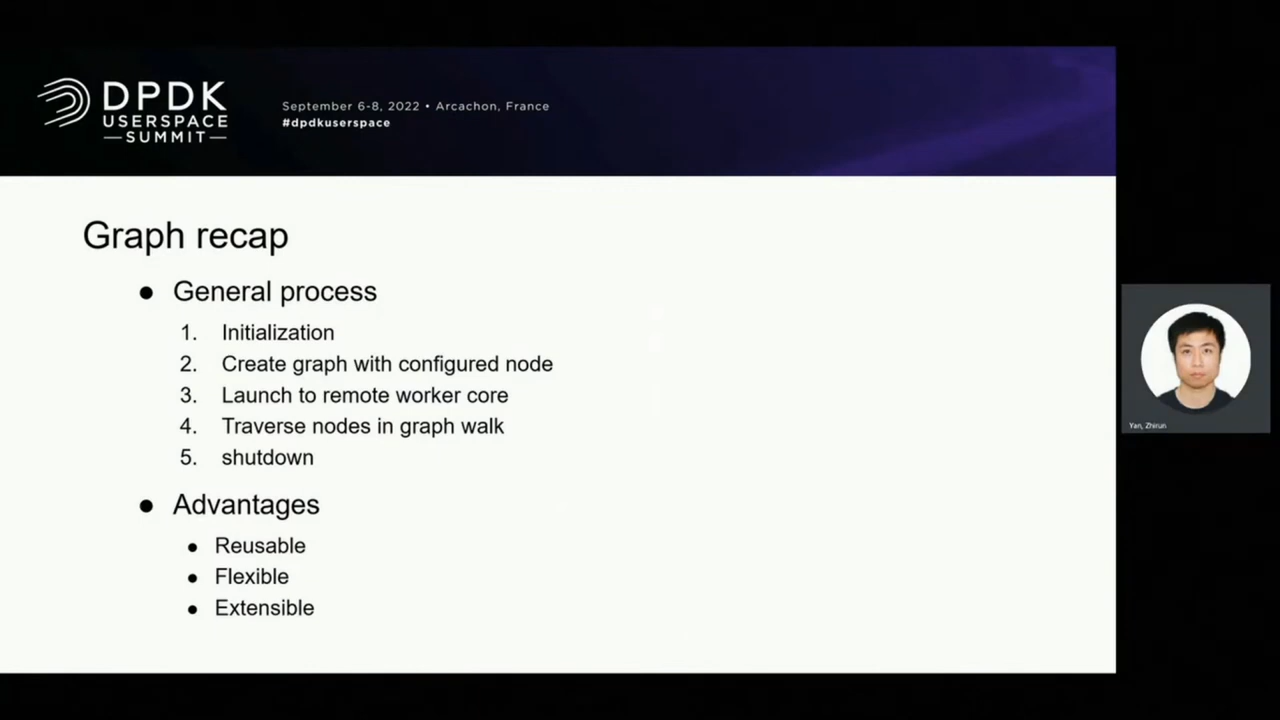 DPDK
USERSPACE
SUMMIT
September 6-8, 2022 • Arcachon, France
#dpdkuserspace
Graph recap
● General process
1. Initialization
2. Create graph with configured node
3. Launch to remote worker core
4. Traverse nodes in graph walk
5. shutdown
● Advantages
● Reusable
● Flexible
● Extensible
Yan, Zhirun